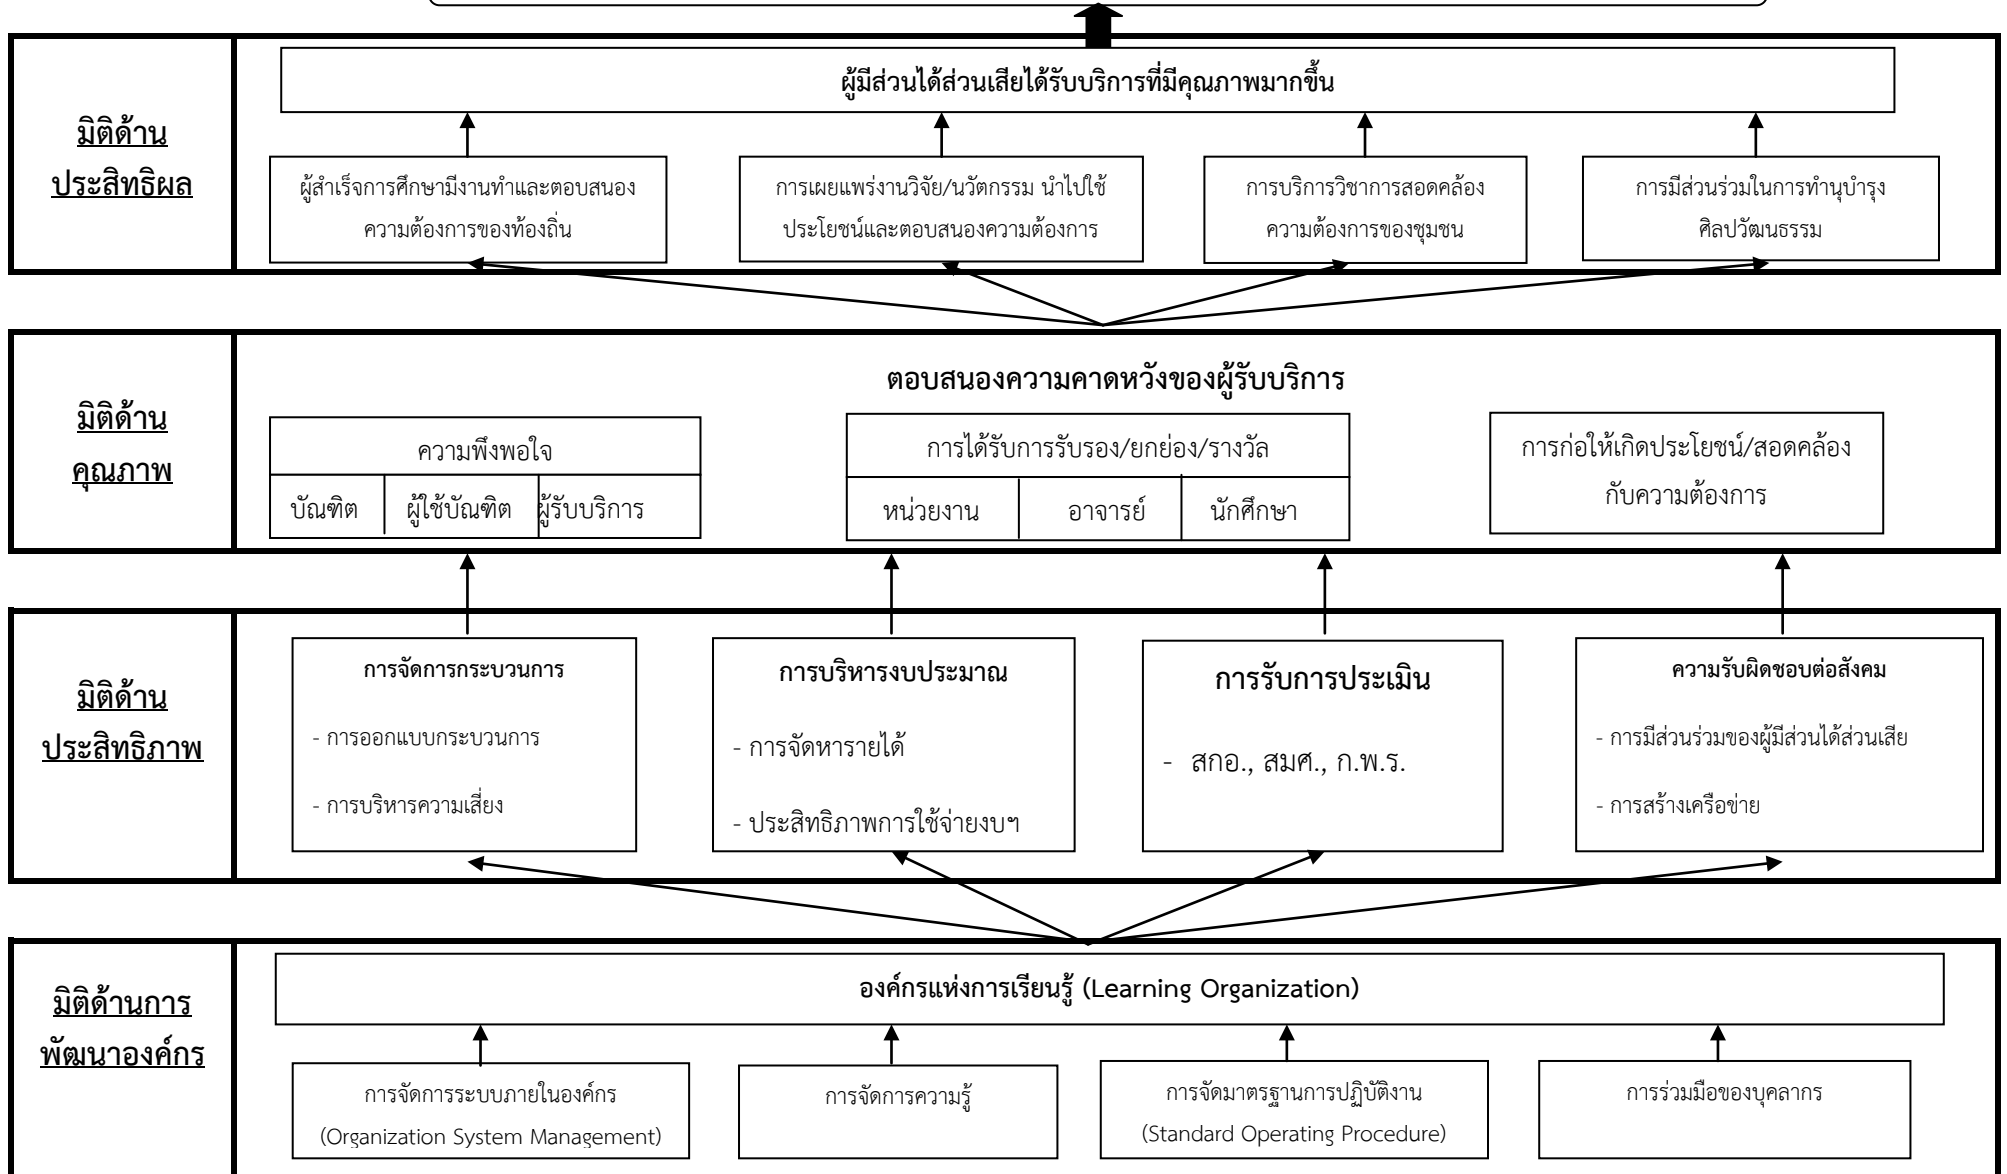 ผู้มีส่วนได้ส่วนเสียได้รับบริการที่มีคุณภาพมากขึ้น
มิติด้าน
ประสิทธิผล
ผู้สำเร็จการศึกษามีงานทำและตอบสนอง
ความต้องการของท้องถิ่น
การเผยแพร่งานวิจัย/นวัตกรรม นำไปใช้
ประโยชน์และตอบสนองความต้องการ
การบริการวิชาการสอดคล้อง
ความต้องการของชุมชน
การมีส่วนร่วมในการทำนุบำรุง
ศิลปวัฒนธรรม
มิติด้าน
คุณภาพ
ตอบสนองความคาดหวังของผู้รับบริการ
ความพึงพอใจ
บัณฑิต
ผู้ใช้บัณฑิต
ผู้รับบริการ
การได้รับการรับรอง/ยกย่อง/รางวัล
หน่วยงาน
อาจารย์
นักศึกษา
การก่อให้เกิดประโยชน์/สอดคล้อง
กับความต้องการ
มิติด้าน
ประสิทธิภาพ
การจัดการกระบวนการ
- การออกแบบกระบวนการ
- การบริหารความเสี่ยง
การบริหารงบประมาณ
- การจัดหารายได้
- ประสิทธิภาพการใช้จ่ายงบฯ
การรับการประเมิน
- สกอ., สมศ., ก.พ.ร.
ความรับผิดชอบต่อสังคม
- การมีส่วนร่วมของผู้มีส่วนได้ส่วนเสีย
- การสร้างเครือข่าย
มิติด้านการ
พัฒนาองค์กร
องค์กรแห่งการเรียนรู้ (Learning Organization)
การจัดการระบบภายในองค์กร
(Organization System Management)
การจัดการความรู้
การจัดมาตรฐานการปฏิบัติงาน
(Standard Operating Procedure)
การร่วมมือของบุคลากร